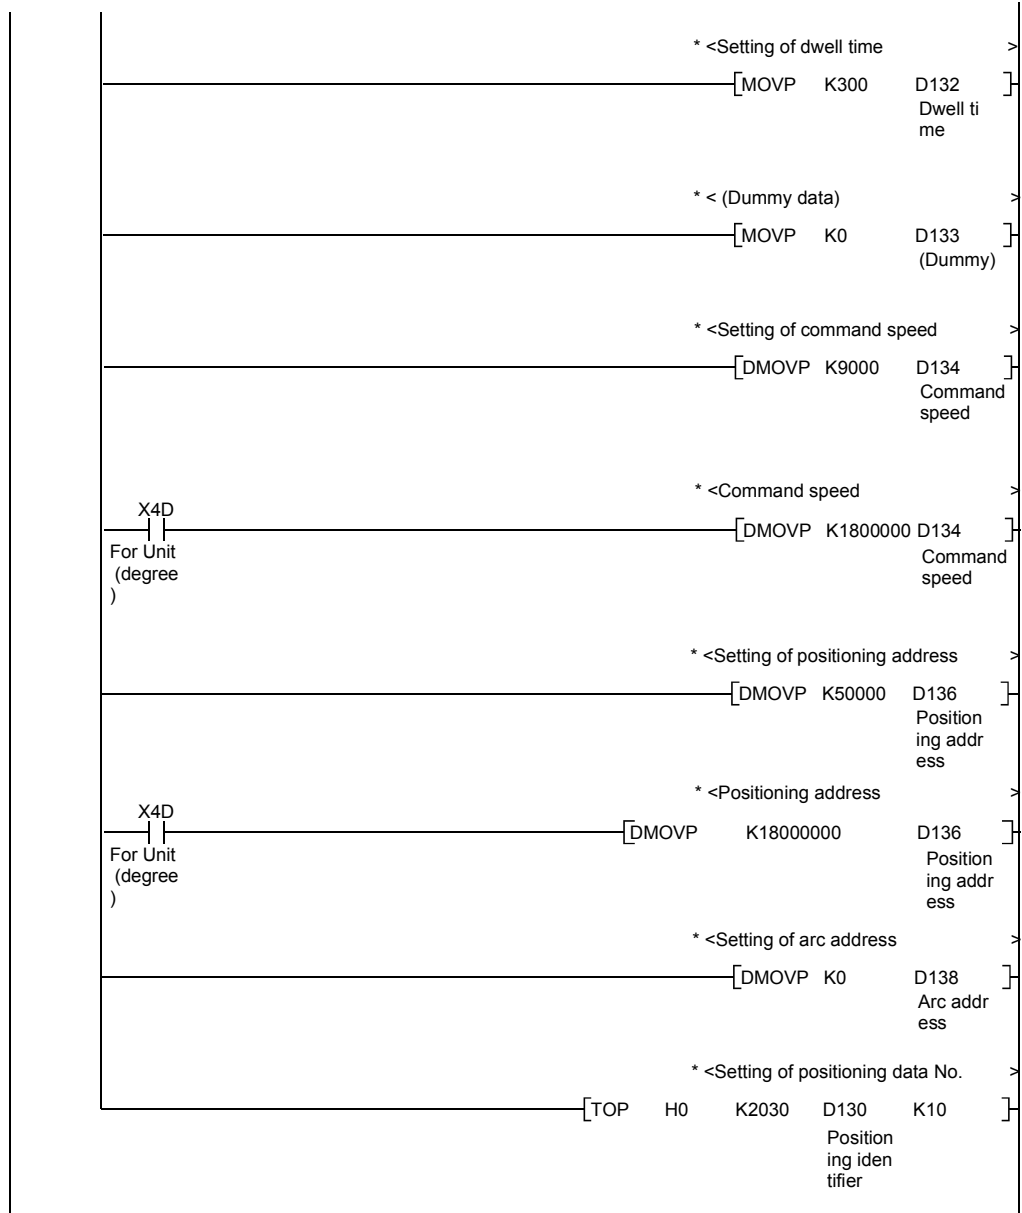 * <Setting of dwell time >
MOVP K300 D132
Dwell ti
me
* < (Dummy data) >
MOVP K0 D133
(Dummy)
* <Setting of command speed >
DMOVP K9000 D134
Command
speed
* <Command speed >
X4D
DMOVP K1800000 D134
For Unit
(degree
)
Command
speed
* <Setting of positioning address >
DMOVP K50000 D136
Position
ing addr
ess
* <Positioning address >
X4D
DMOVP K18000000 D136
For Unit
(degree
)
Position
ing addr
ess
* <Setting of arc address >
DMOVP K0 D138
Arc addr
ess
* <Setting of positioning data No. >
TOP H0 K2030 D130 K10
Position
ing iden
tifier